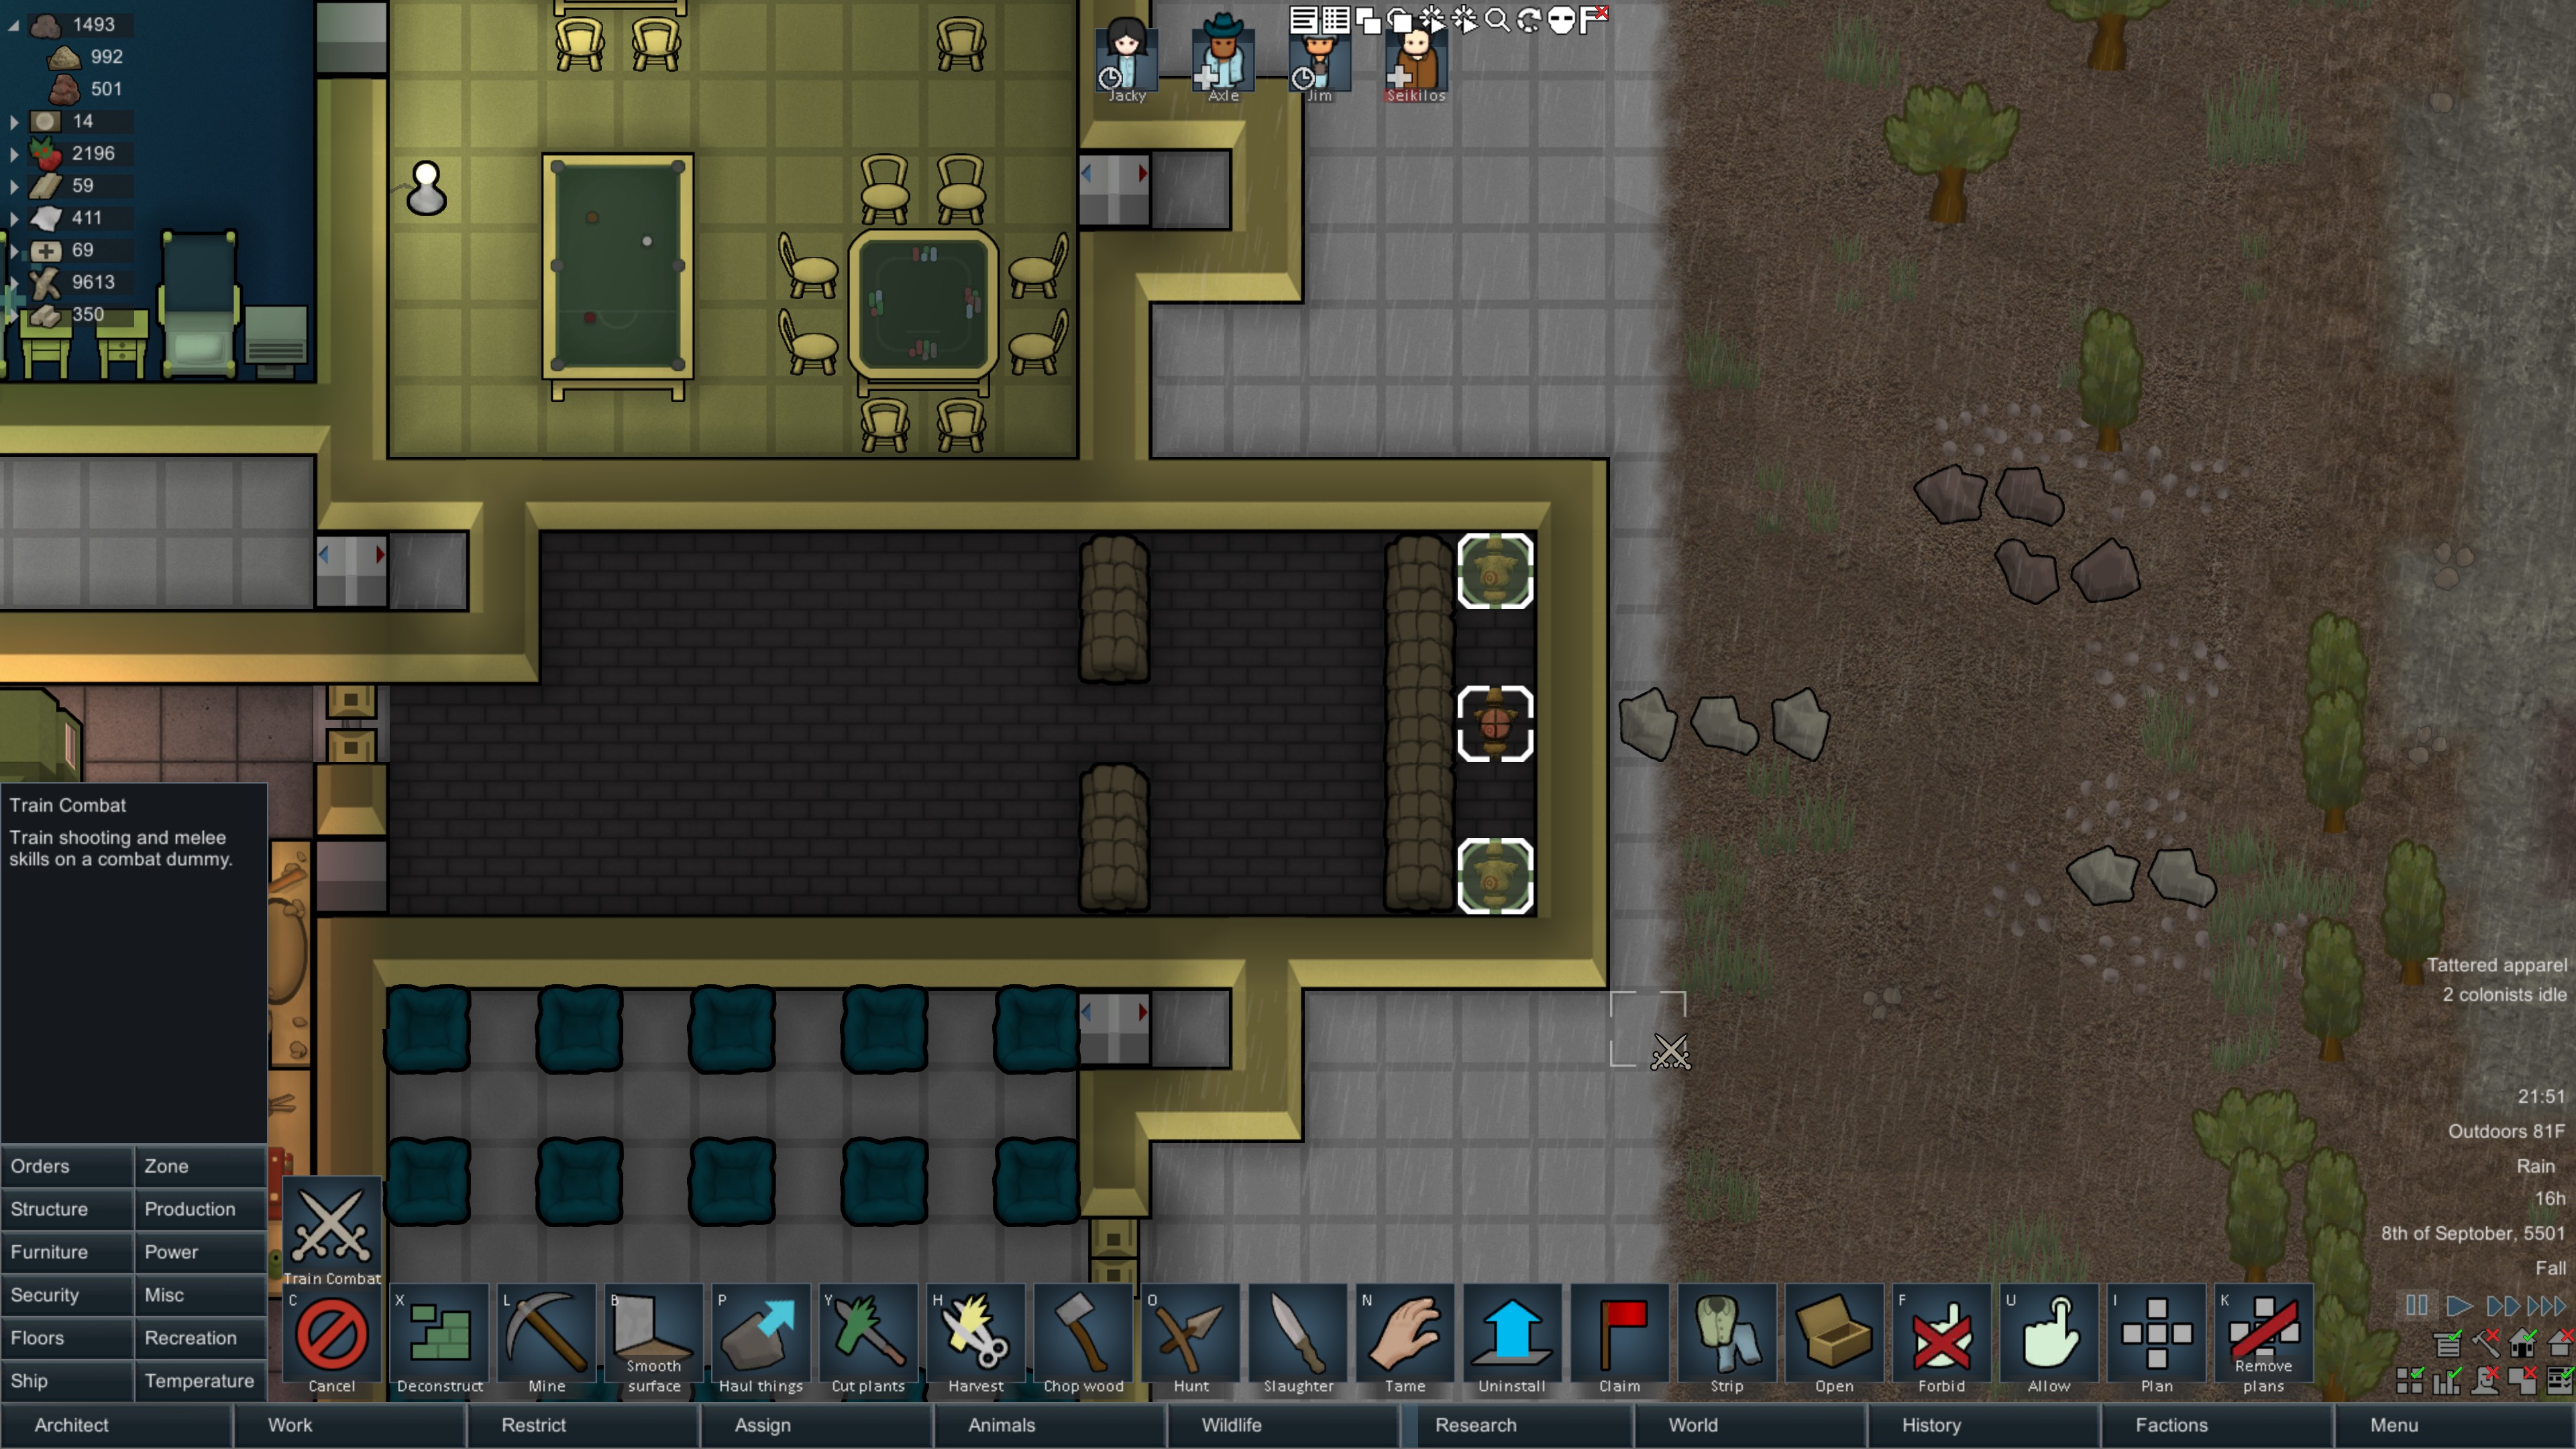 1493
992
501
14
2196
59
411
69
9613
350
Jacky
Axle
Jim
Seikilos
Train Combat
Train shooting and melee
skills on a combat dummy.
Tattered apparel
2 colonists idle
21:51
Outdoors 81F
Rain
16h
8th of Septober, 5501
Fall
Orders
Zone
Structure
Production
Furniture
Power
Security
Misc
Floors
Recreation
Ship
Temperature
Train Combat
C
Cancel
X
Deconstruct
L
Mine
B
Smooth
surface
P
Haul things
Y
Cut plants
H
Harvest
Chop wood
O
Hunt
Slaughter
N
Tame
Uninstall
Claim
Strip
Open
F
Forbid
U
Allow
I
Plan
K
Remove
plans
Architect
Work
Restrict
Assign
Animals
Wildlife
Research
World
History
Factions
Menu